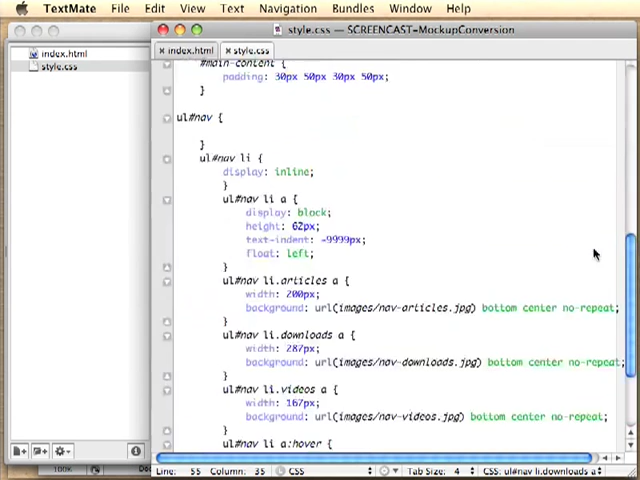 TextMate File Edit View Text Navigation Bundles Window Help
style.css — SCREENCAST-MockupConversion
index.html
style.css
index.html
style.css
#main-content {
padding: 30px 50px 30px 50px;
}
ul#nav {
}
ul#nav li {
display: inline;
}
ul#nav li a {
display: block;
height: 62px;
text-indent: -9999px;
float: left;
}
ul#nav li.articles a {
width: 200px;
background: url(images/nav-articles.jpg) bottom center no-repeat;
}
ul#nav li.downloads a {
width: 287px;
background: url(images/nav-downloads.jpg) bottom center no-repeat;
}
ul#nav li.videos a {
width: 167px;
background: url(images/nav-videos.jpg) bottom center no-repeat;
}
ul#nav li a:hover {
Line: 55 Column: 35 CSS Tab Size: 4 CSS: ul#nav li.downloads a
100K Doc